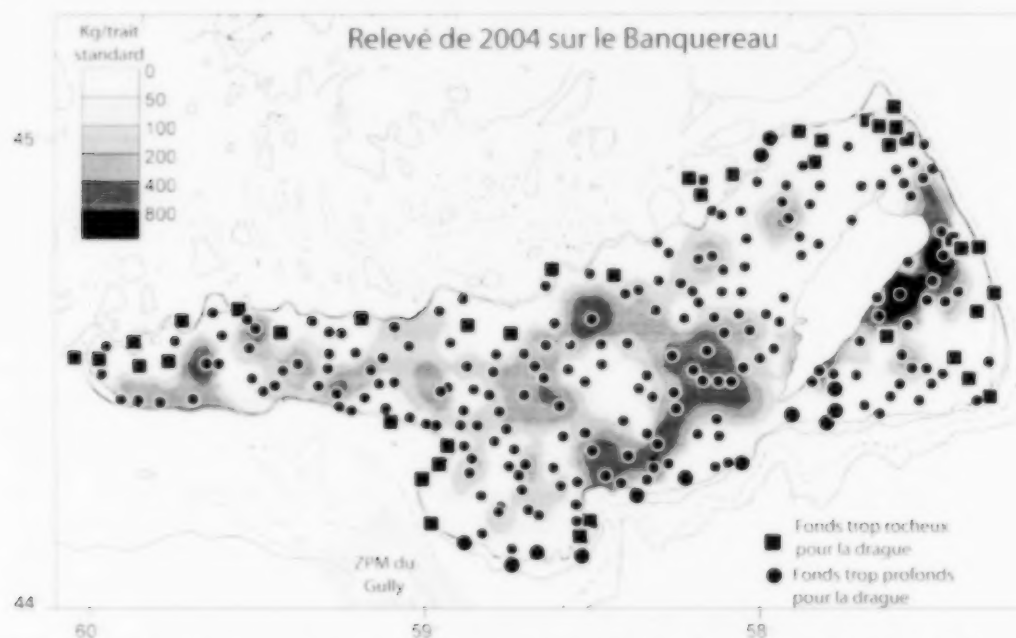 Kg/trait
standard
0
50
100
200
400
800
Relevé de 2004 sur le Banquereau
45
44
60
59
58
ZPM du
Gully
Fonds trop rocheux
pour la drague
Fonds trop profonds
pour la drague